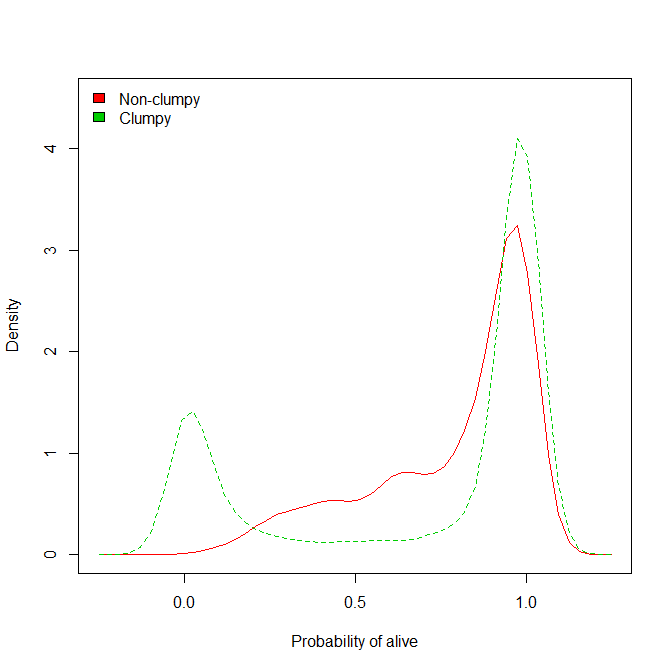 Non-clumpy
Clumpy
4
3
2
1
0
Density
0.0 0.5 1.0
Probability of alive